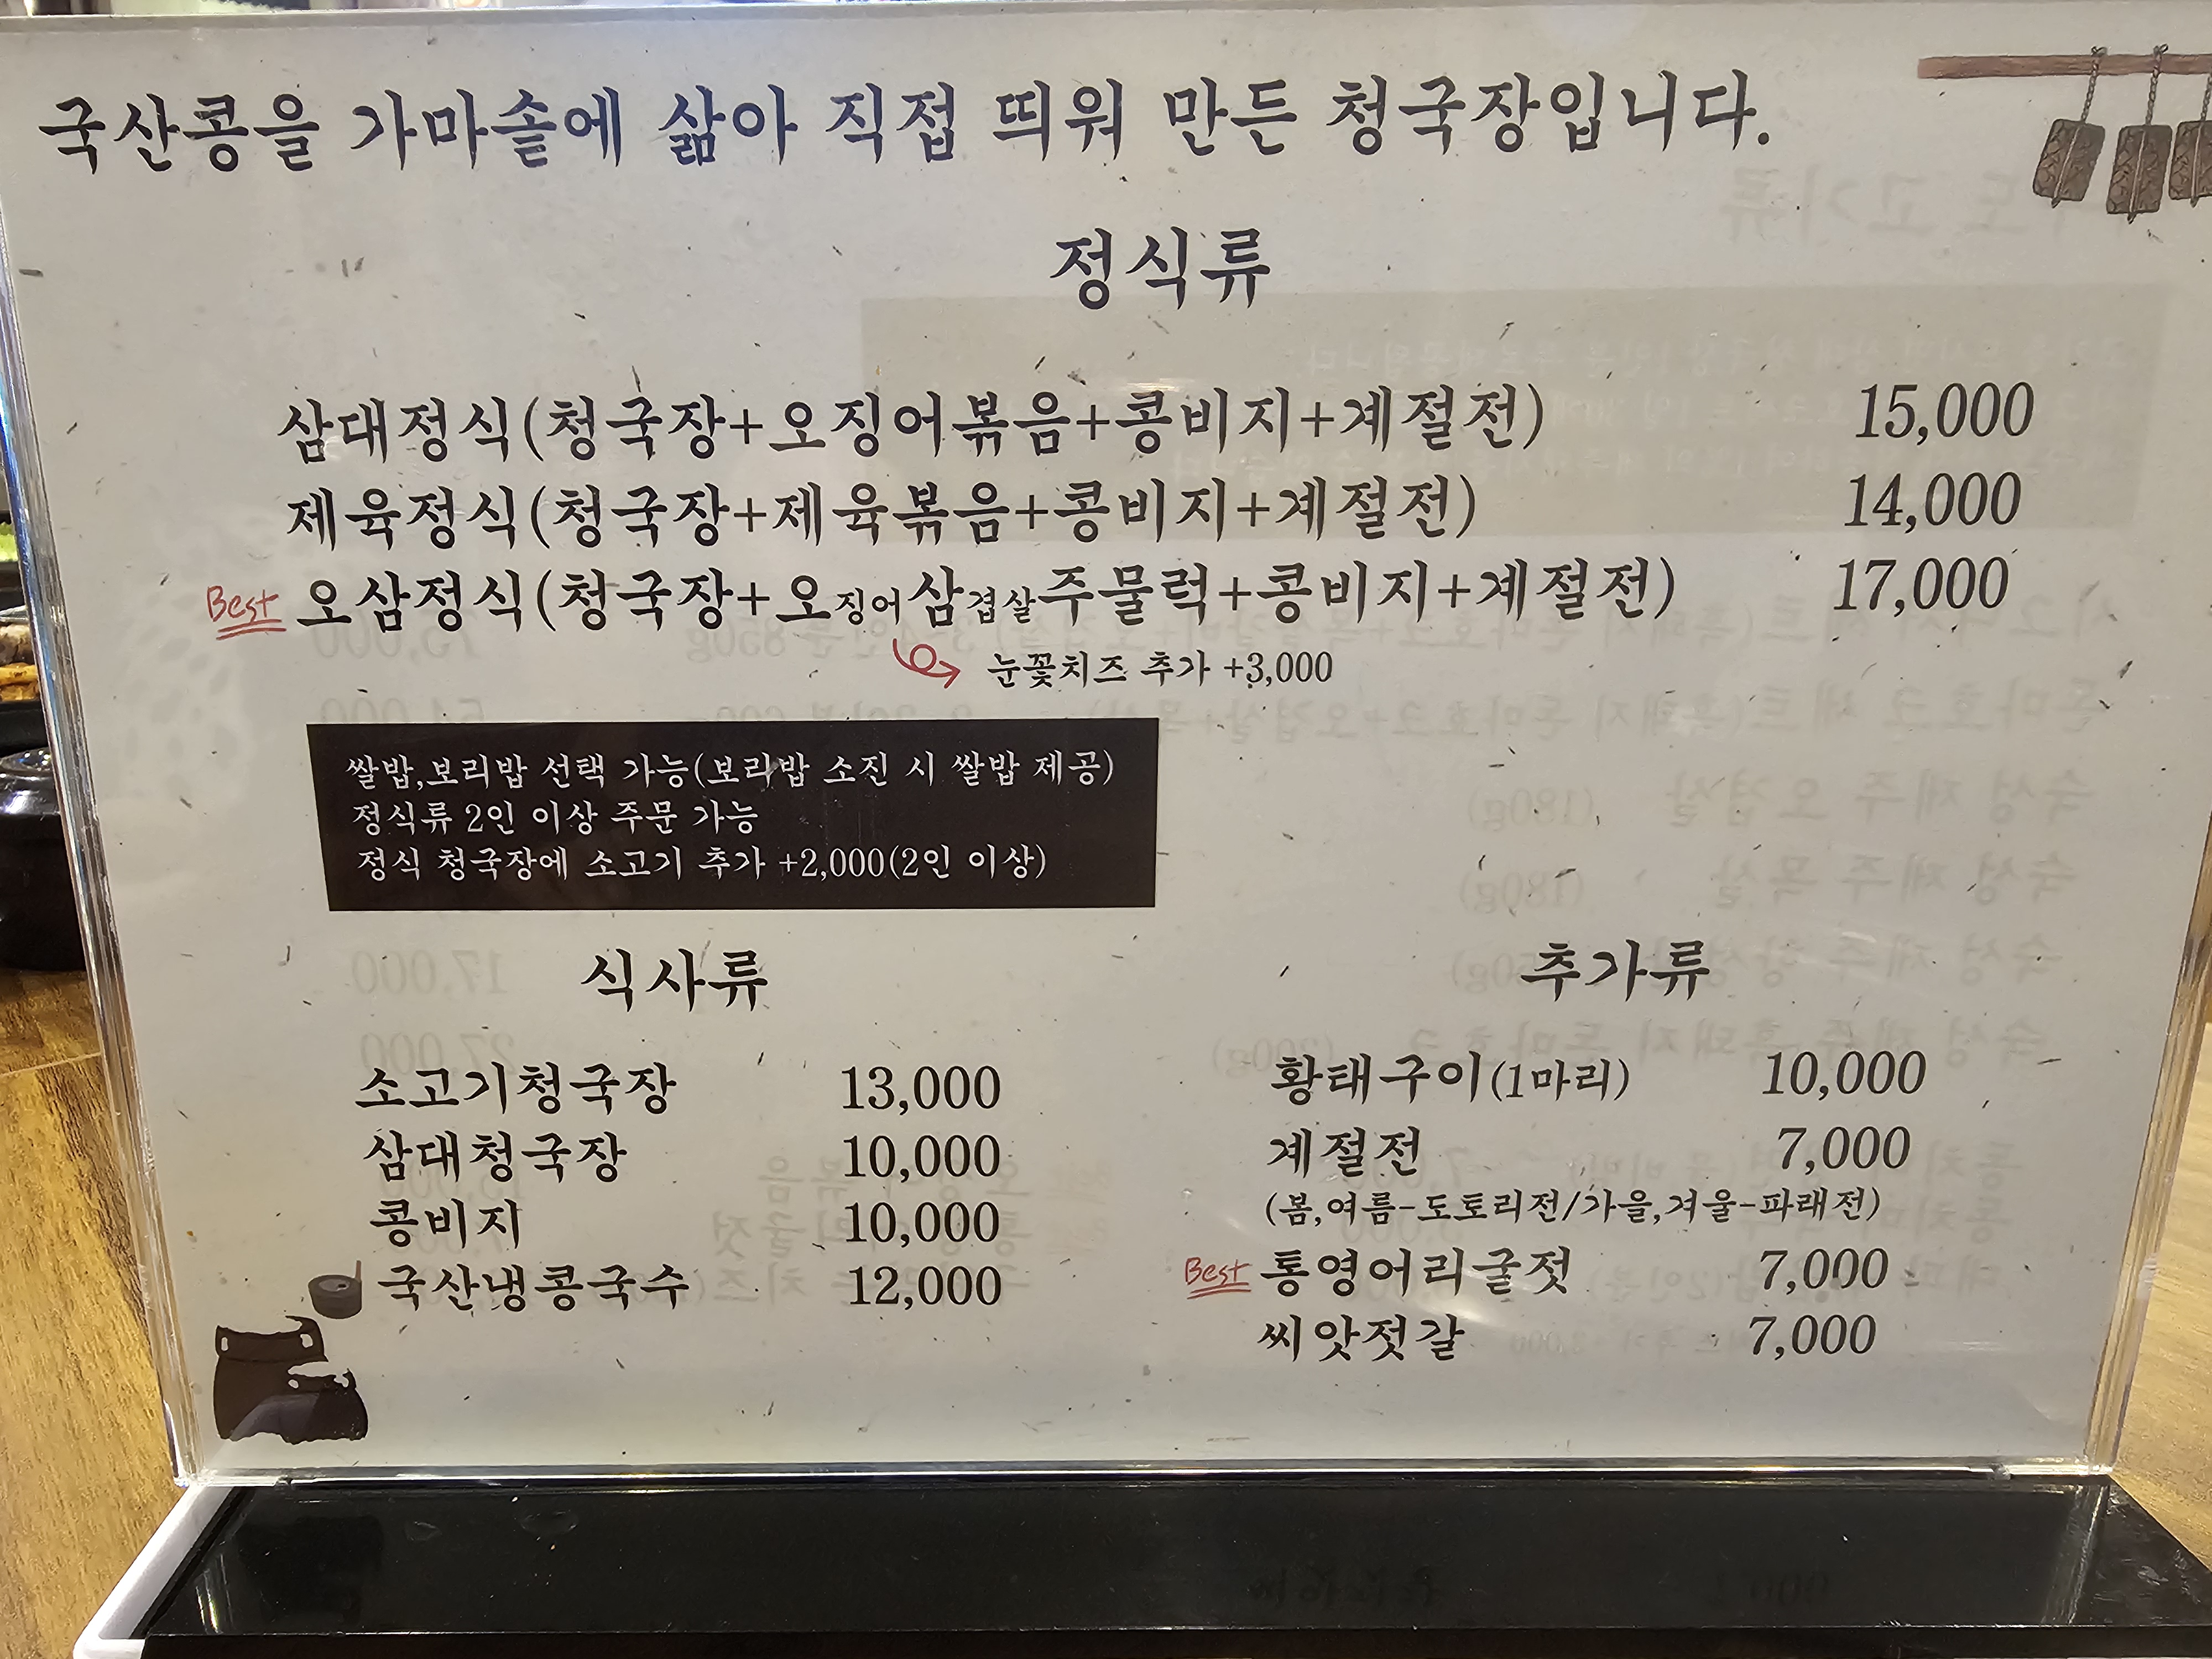 국산콩을 가마솥에 삶아 직접 띄워 만든 청국장입니다.
정식류
삼대정식(청국장+오징어볶음+콩비지+계절전) 15,000
제육정식(청국장+제육볶음+콩비지+계절전) 14,000
Best 오삼정식(청국장+오징어삼겹살주물럭+콩비지+계절전) 17,000
눈꽃치즈 추가 +3,000
쌀밥,보리밥 선택 가능(보리밥 소진 시 쌀밥 제공)
정식류 2인 이상 주문 가능
정식 청국장에 소고기 추가 +2,000(2인 이상)
식사류
소고기청국장 13,000
삼대청국장 10,000
콩비지 10,000
국산냉콩국수 12,000
추가류
황태구이(1마리) 10,000
계절전 7,000
(봄,여름-도토리전/가을,겨울-파래전)
Best 통영어리굴젓 7,000
씨앗젓갈 7,000